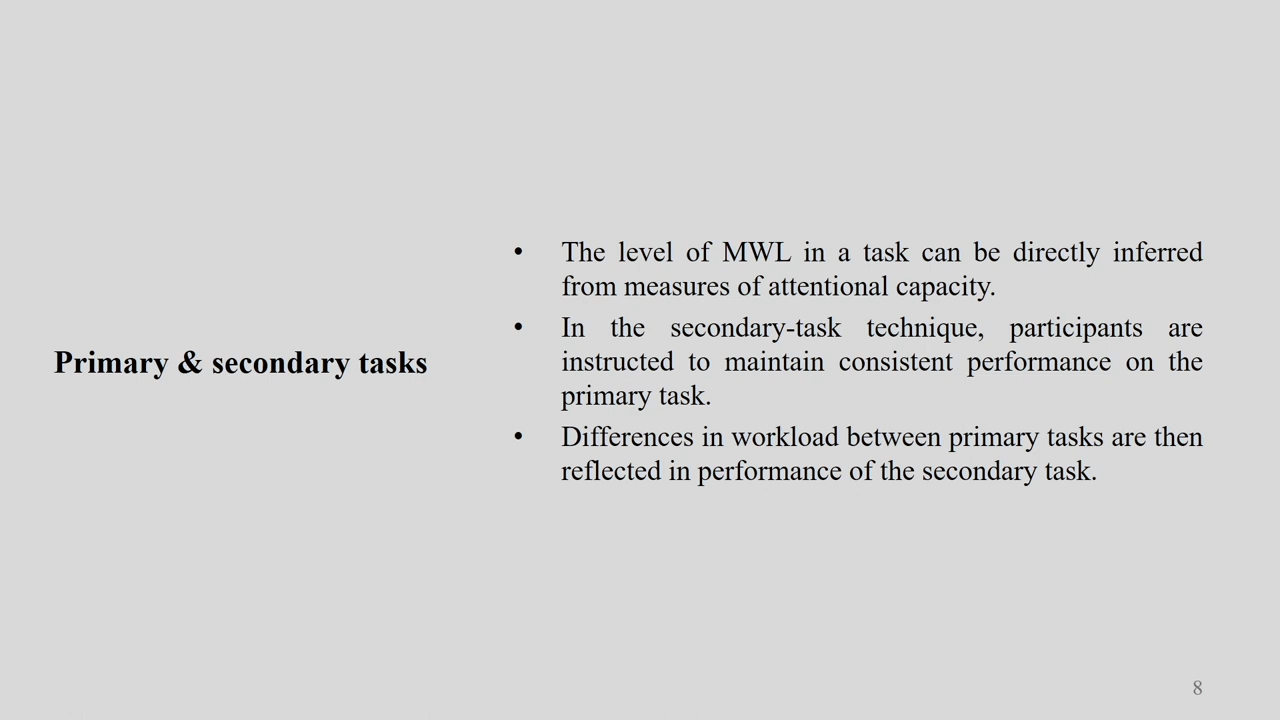 Primary & secondary tasks
• The level of MWL in a task can be directly inferred
from measures of attentional capacity.
• In the secondary-task technique, participants are
instructed to maintain consistent performance on the
primary task.
• Differences in workload between primary tasks are then
reflected in performance of the secondary task.
8